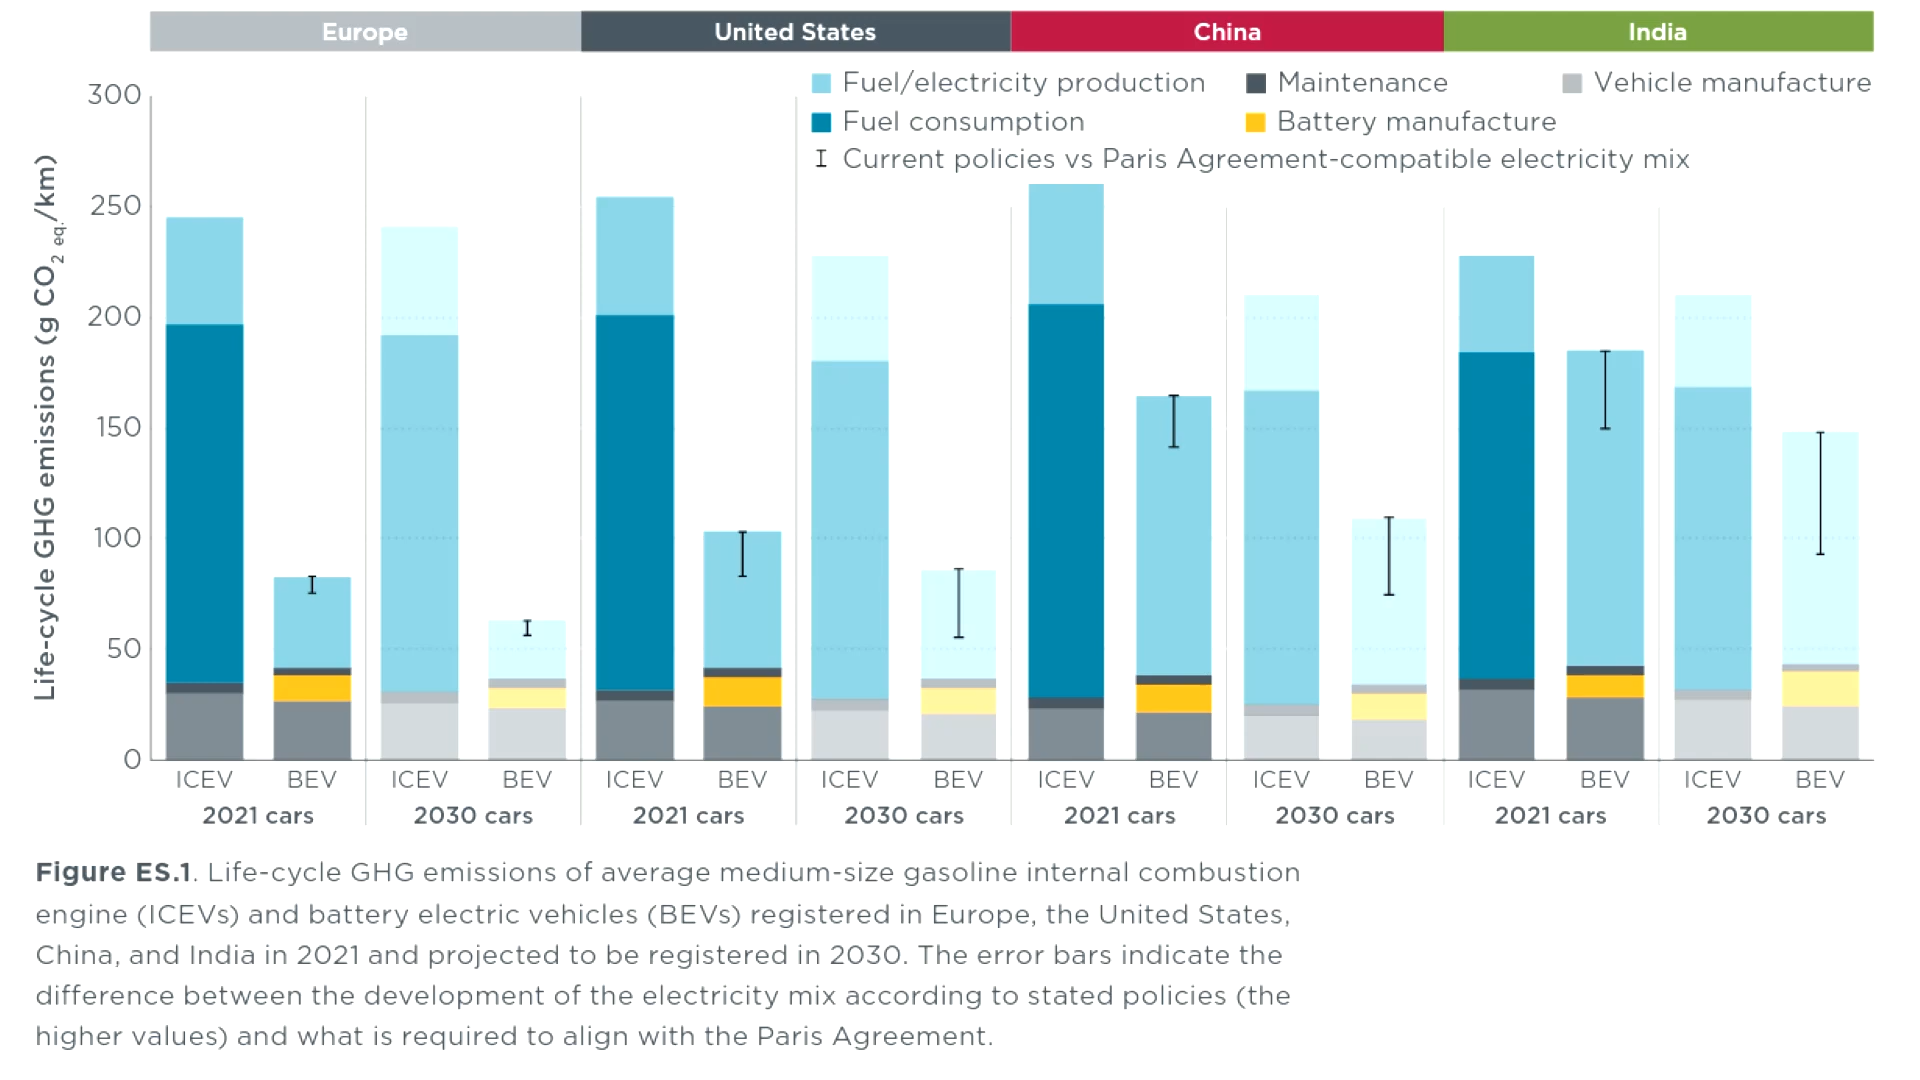 Europe United States China India
Fuel/electricity production Maintenance Vehicle manufacture
Fuel consumption Battery manufacture
Current policies vs Paris Agreement-compatible electricity mix
Life-cycle GHG emissions (g CO2 eq./km)
300
250
200
150
100
50
0
ICEV BEV ICEV BEV ICEV BEV ICEV BEV ICEV BEV ICEV BEV ICEV BEV ICEV BEV
2021 cars 2030 cars 2021 cars 2030 cars 2021 cars 2030 cars 2021 cars 2030 cars
Figure ES.1. Life-cycle GHG emissions of average medium-size gasoline internal combustion
engine (ICEVs) and battery electric vehicles (BEVs) registered in Europe, the United States,
China, and India in 2021 and projected to be registered in 2030. The error bars indicate the
difference between the development of the electricity mix according to stated policies (the
higher values) and what is required to align with the Paris Agreement.